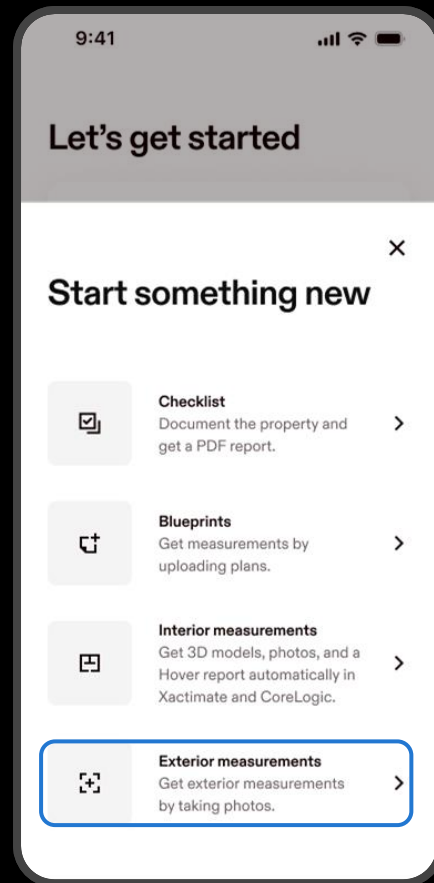 9:41
Let's get started
Start something new
Checklist
Document the property and
get a PDF report.
Blueprints
Get measurements by
uploading plans.
Interior measurements
Get 3D models, photos, and a
Hover report automatically in
Xactimate and CoreLogic.
Exterior measurements
Get exterior measurements
by taking photos.